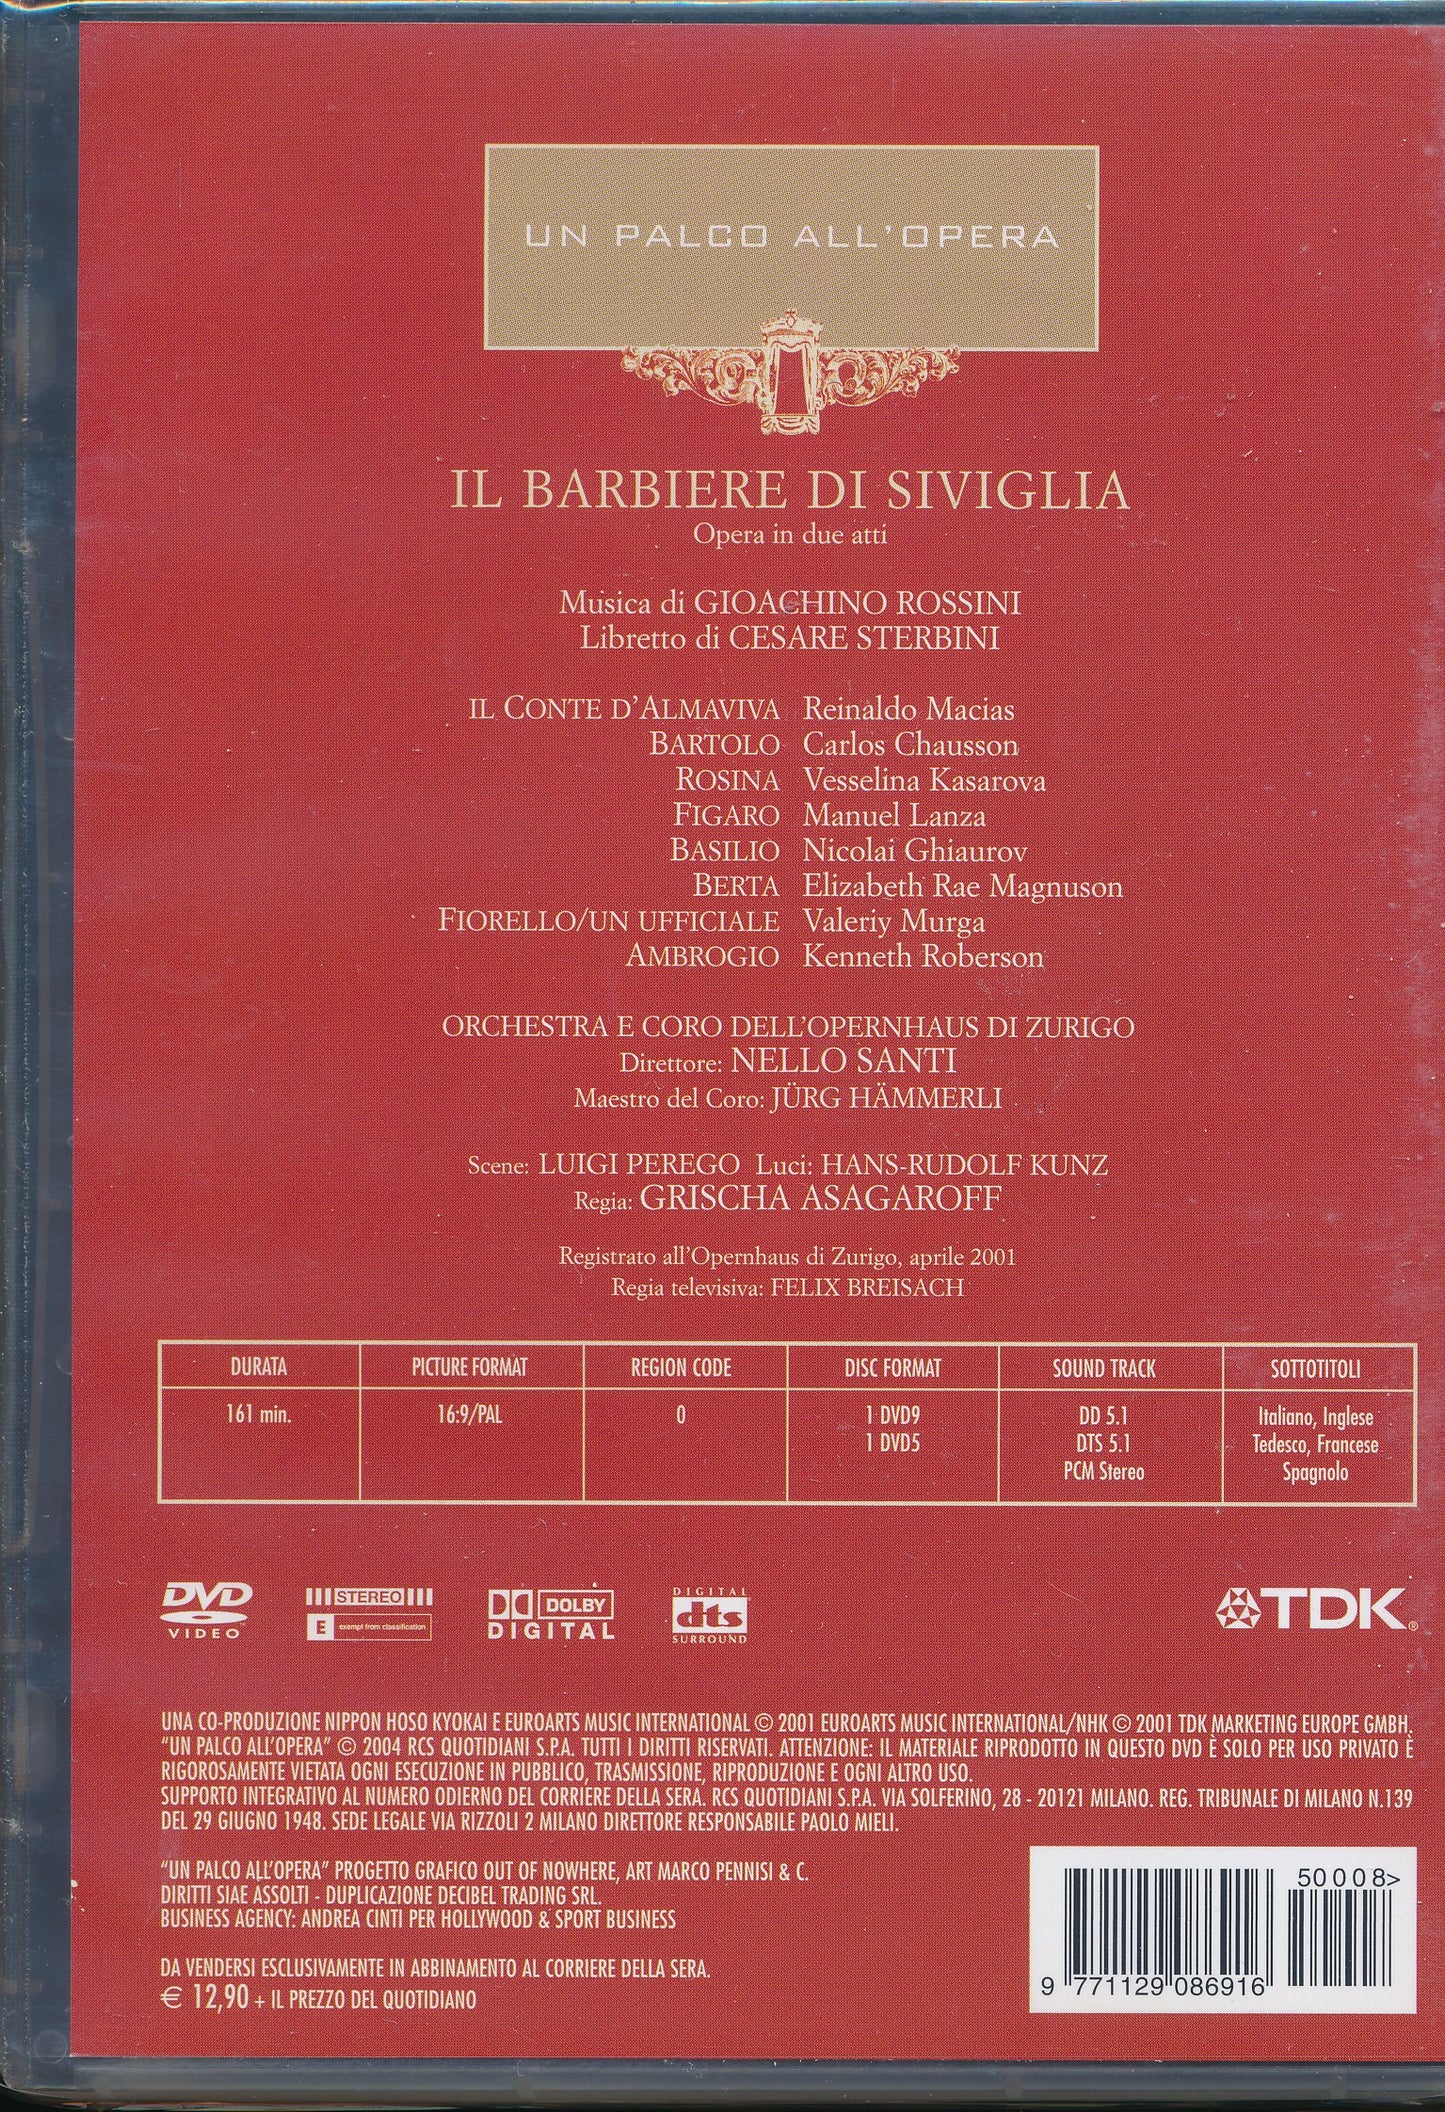 UN PALCO ALL'OPERA
IL BARBIERE DI SIVIGLIA
Opera in due atti
Musica di GIOACHINO ROSSINI
Libretto di CESARE STERBINI
IL CONTE D'ALMAVIVA Reinaldo Macias
BARTOLO Carlos Chausson
ROSINA Vesselina Kasarova
FIGARO Manuel Lanza
BASILIO Nicolai Ghiaurov
BERTA Elizabeth Rae Magnuson
FIORELLO/UN UFFICIALE Valeriy Murga
AMBROGIO Kenneth Roberson
ORCHESTRA E CORO DELL'OPERNHAUS DI ZURIGO
Direttore: NELLO SANTI
Maestro del Coro: JÜRG HÄMMERLI
Scene: LUIGI PEREGO Luci: HANS-RUDOLF KUNZ
Regia: GRISCHA ASAGAROFF
Registrato all'Opernhaus di Zurigo, aprile 2001
Regia televisiva: FELIX BREISACH
DURATA PICTURE FORMAT REGION CODE DISC FORMAT SOUND TRACK SOTTOTITOLI
161 min. 16:9/PAL 0 1 DVD9 DD 5.1 Italiano, Inglese
1 DVD5 DTS 5.1 Tedesco, Francese
PCM Stereo Spagnolo
DVD VIDEO
STEREO
E exempt from classification
DOLBY DIGITAL
DIGITAL dts SURROUND
TDK®
UNA CO-PRODUZIONE NIPPON HOSO KYOKAI E EUROARTS MUSIC INTERNATIONAL © 2001 EUROARTS MUSIC INTERNATIONAL/NHK © 2001 TDK MARKETING EUROPE GMBH.
"UN PALCO ALL'OPERA" © 2004 RCS QUOTIDIANI S.P.A. TUTTI I DIRITTI RISERVATI. ATTENZIONE: IL MATERIALE RIPRODOTTO IN QUESTO DVD È SOLO PER USO PRIVATO È
RIGOROSAMENTE VIETATA OGNI ESECUZIONE IN PUBBLICO, TRASMISSIONE, RIPRODUZIONE E OGNI ALTRO USO.
SUPPORTO INTEGRATIVO AL NUMERO ODIERNO DEL CORRIERE DELLA SERA. RCS QUOTIDIANI S.P.A. VIA SOLFERINO, 28 - 20121 MILANO. REG. TRIBUNALE DI MILANO N.139
DEL 29 GIUGNO 1948. SEDE LEGALE VIA RIZZOLI 2 MILANO DIRETTORE RESPONSABILE PAOLO MIELI.
"UN PALCO ALL'OPERA" PROGETTO GRAFICO OUT OF NOWHERE, ART MARCO PENNISI & C.
DIRITTI SIAE ASSOLTI - DUPLICAZIONE DECIBEL TRADING SRL.
BUSINESS AGENCY: ANDREA CINTI PER HOLLYWOOD & SPORT BUSINESS
DA VENDERSI ESCLUSIVAMENTE IN ABBINAMENTO AL CORRIERE DELLA SERA.
€ 12,90 + IL PREZZO DEL QUOTIDIANO
50008>
9 771129 086916